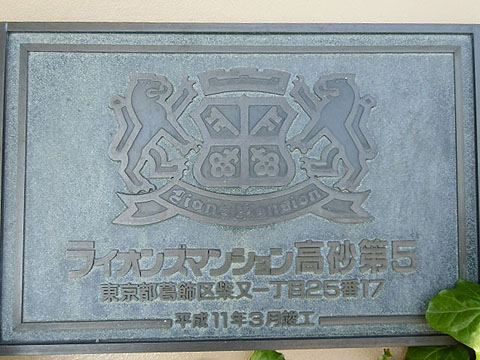 Lions Mansion
ライオンズマンション高砂第5
東京都葛飾区柴又一丁目25番17
平成11年3月竣工